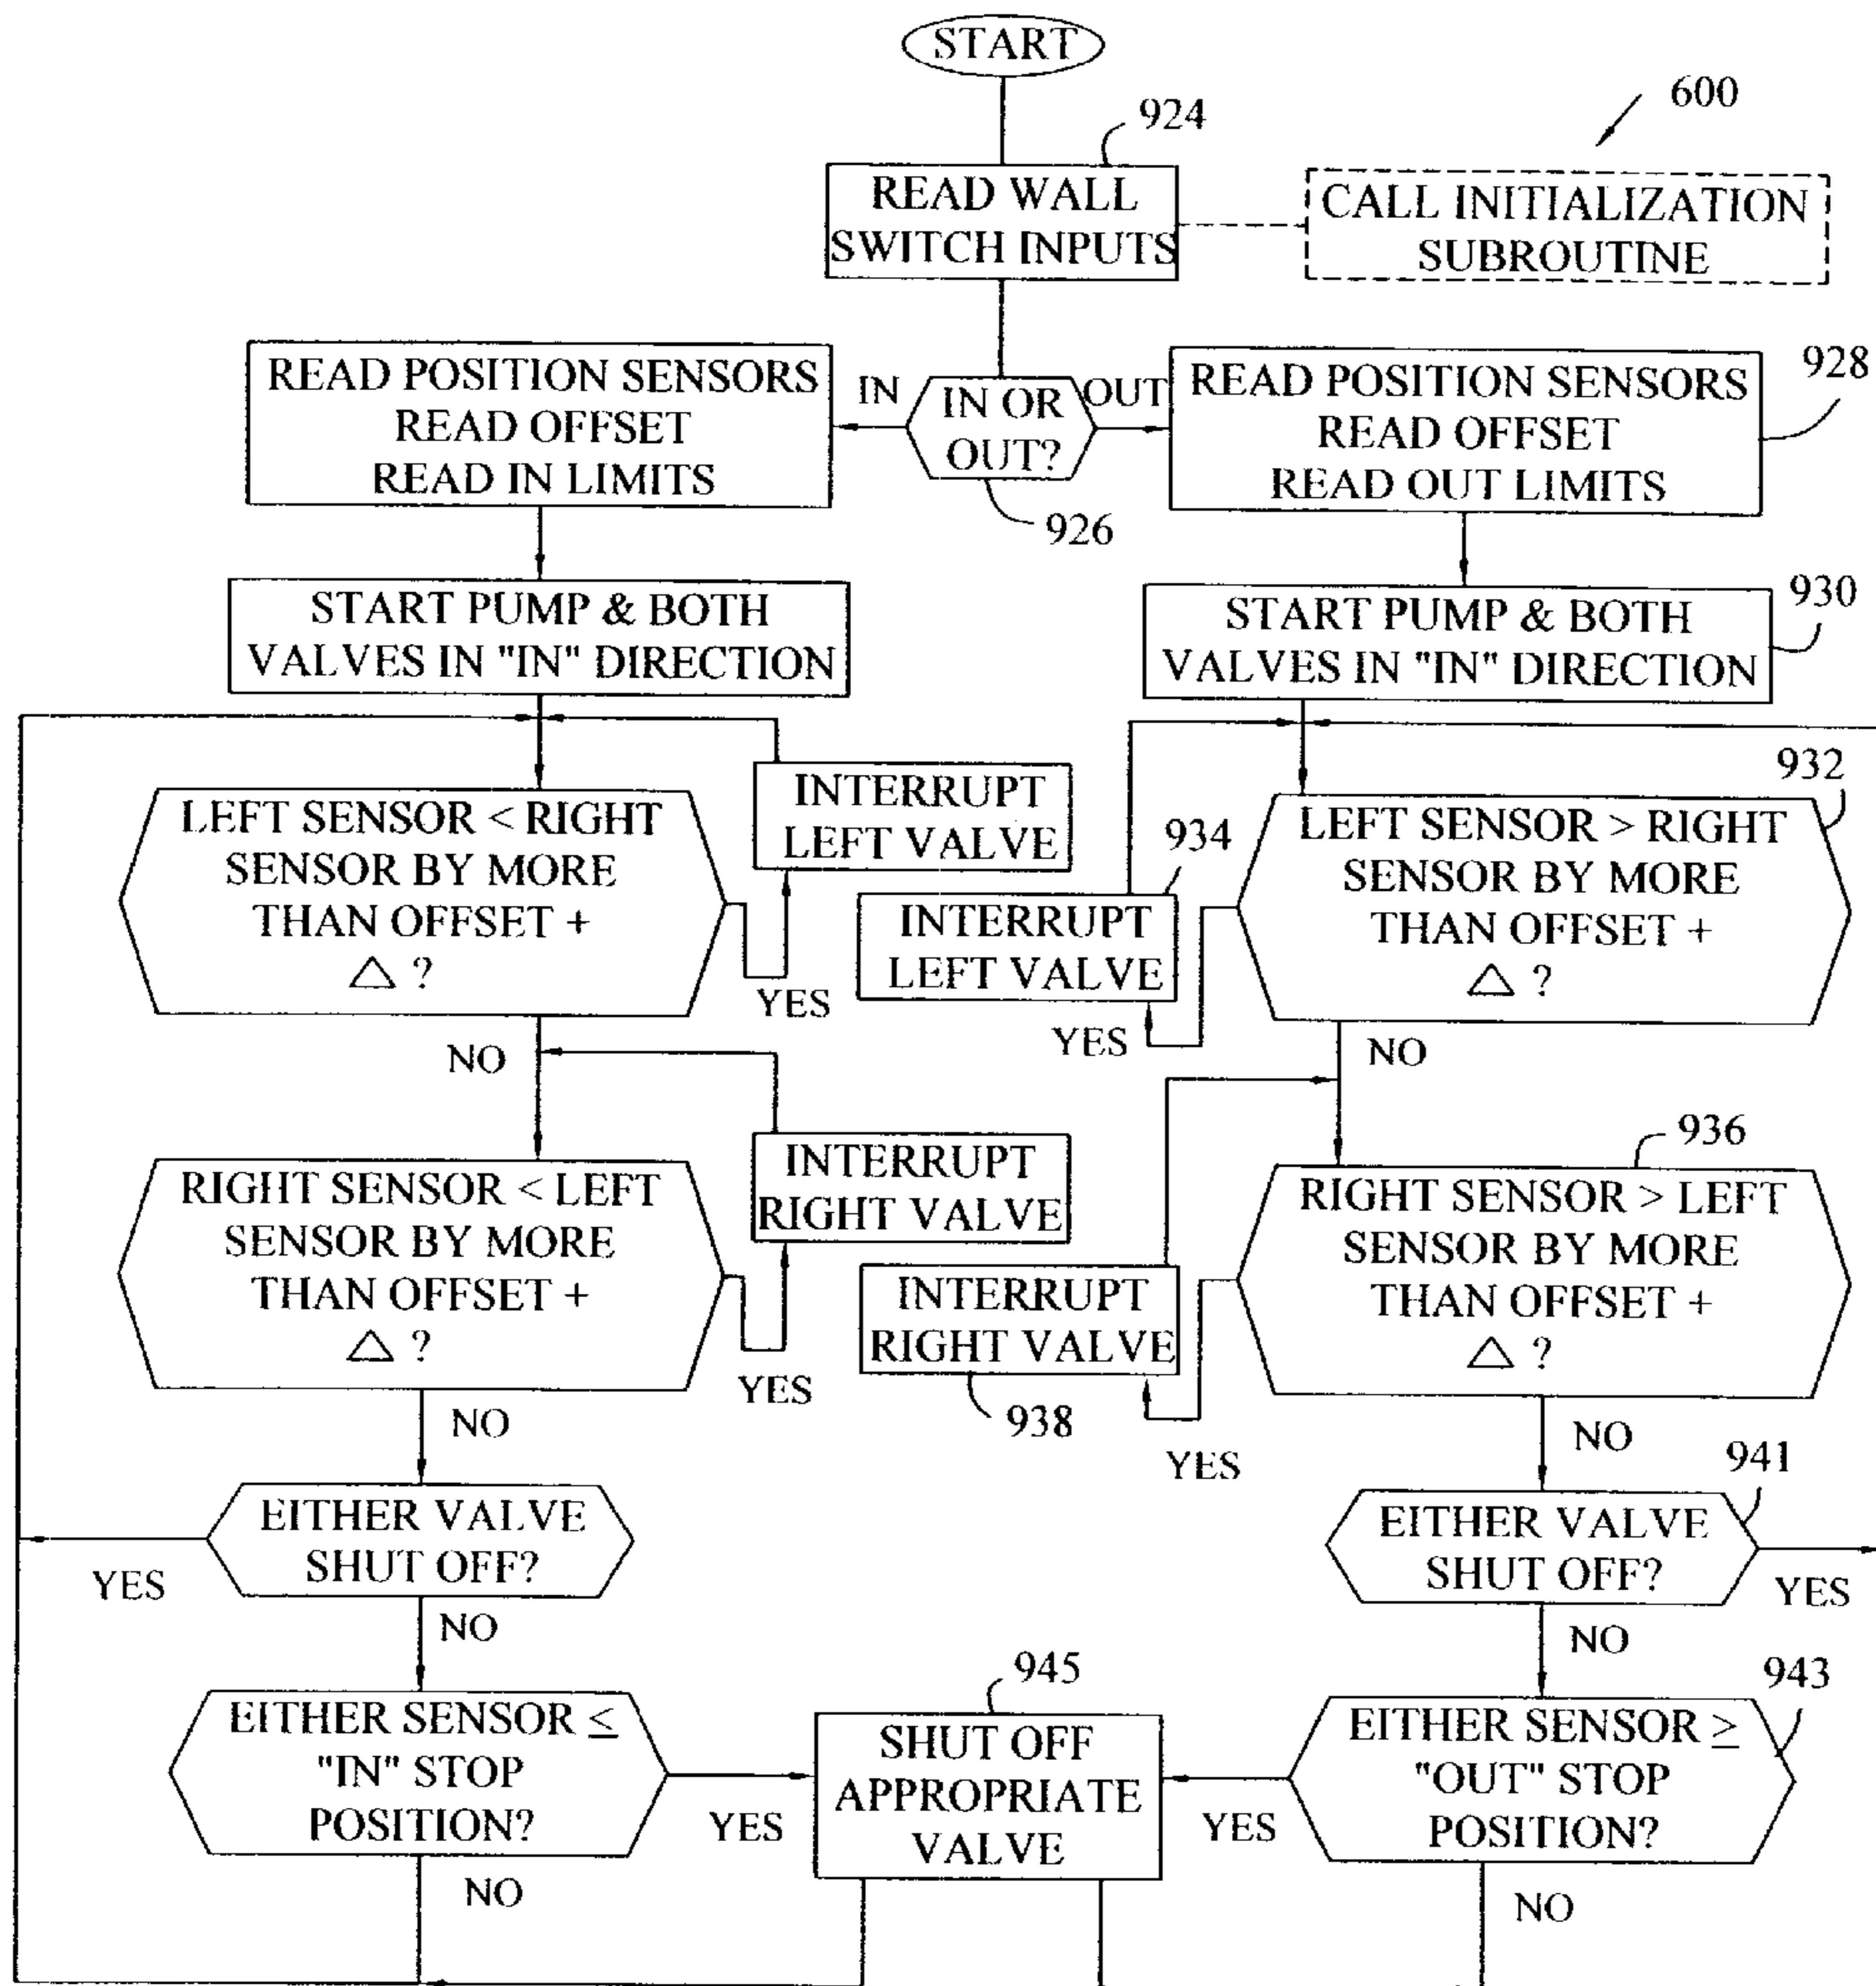 START
600
924
READ WALL
SWITCH INPUTS
CALL INITIALIZATION
SUBROUTINE
READ POSITION SENSORS
READ OFFSET
READ IN LIMITS
IN
IN OR
OUT?
OUT
926
READ POSITION SENSORS
READ OFFSET
READ OUT LIMITS
928
START PUMP & BOTH
VALVES IN "IN" DIRECTION
START PUMP & BOTH
VALVES IN "IN" DIRECTION
930
INTERRUPT
LEFT VALVE
LEFT SENSOR < RIGHT
SENSOR BY MORE
THAN OFFSET +
△ ?
YES
NO
932
LEFT SENSOR > RIGHT
SENSOR BY MORE
THAN OFFSET +
△ ?
934
INTERRUPT
LEFT VALVE
YES
NO
INTERRUPT
RIGHT VALVE
RIGHT SENSOR < LEFT
SENSOR BY MORE
THAN OFFSET +
△ ?
YES
NO
936
RIGHT SENSOR > LEFT
SENSOR BY MORE
THAN OFFSET +
△ ?
INTERRUPT
RIGHT VALVE
938
YES
NO
EITHER VALVE
SHUT OFF?
YES
NO
941
EITHER VALVE
SHUT OFF?
YES
NO
EITHER SENSOR ≤
"IN" STOP
POSITION?
YES
NO
945
SHUT OFF
APPROPRIATE
VALVE
943
EITHER SENSOR ≥
"OUT" STOP
POSITION?
YES
NO